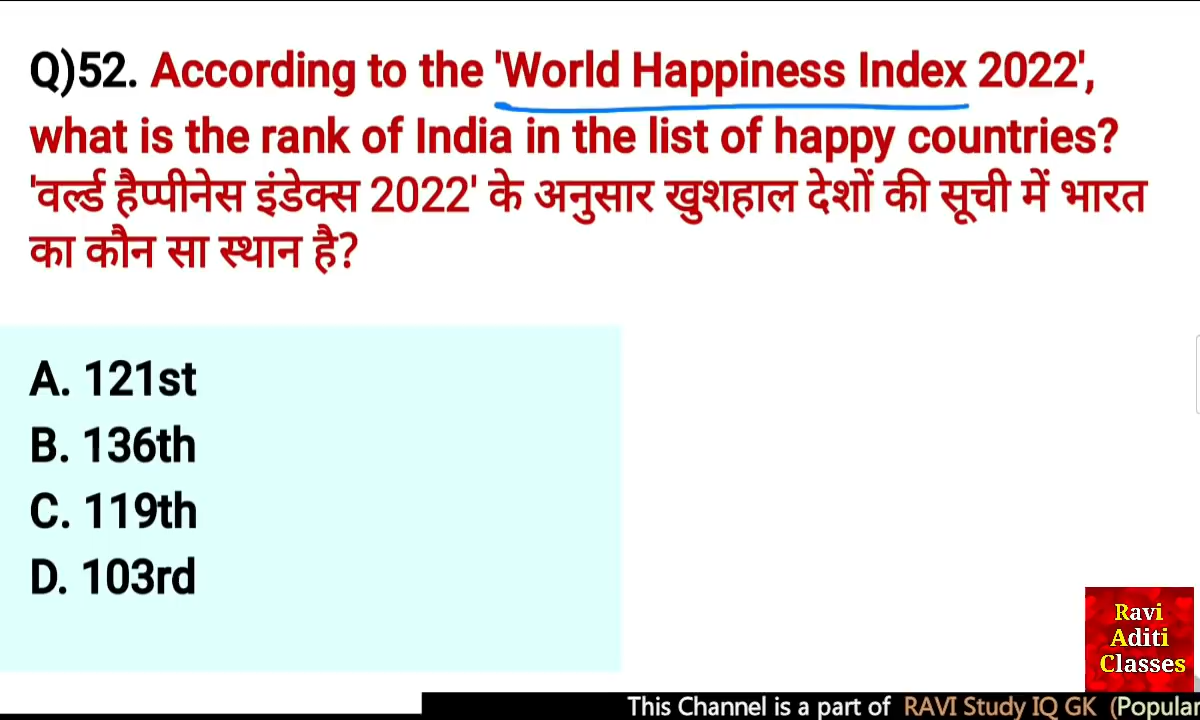 Q)52. According to the 'World Happiness Index 2022',
what is the rank of India in the list of happy countries?
'वर्ल्ड हैप्पीनेस इंडेक्स 2022' के अनुसार खुशहाल देशों की सूची में भारत
का कौन सा स्थान है?
A. 121st
B. 136th
C. 119th
D. 103rd
Ravi
Aditi
Classes
This Channel is a part of RAVI Study IQ GK (Popular